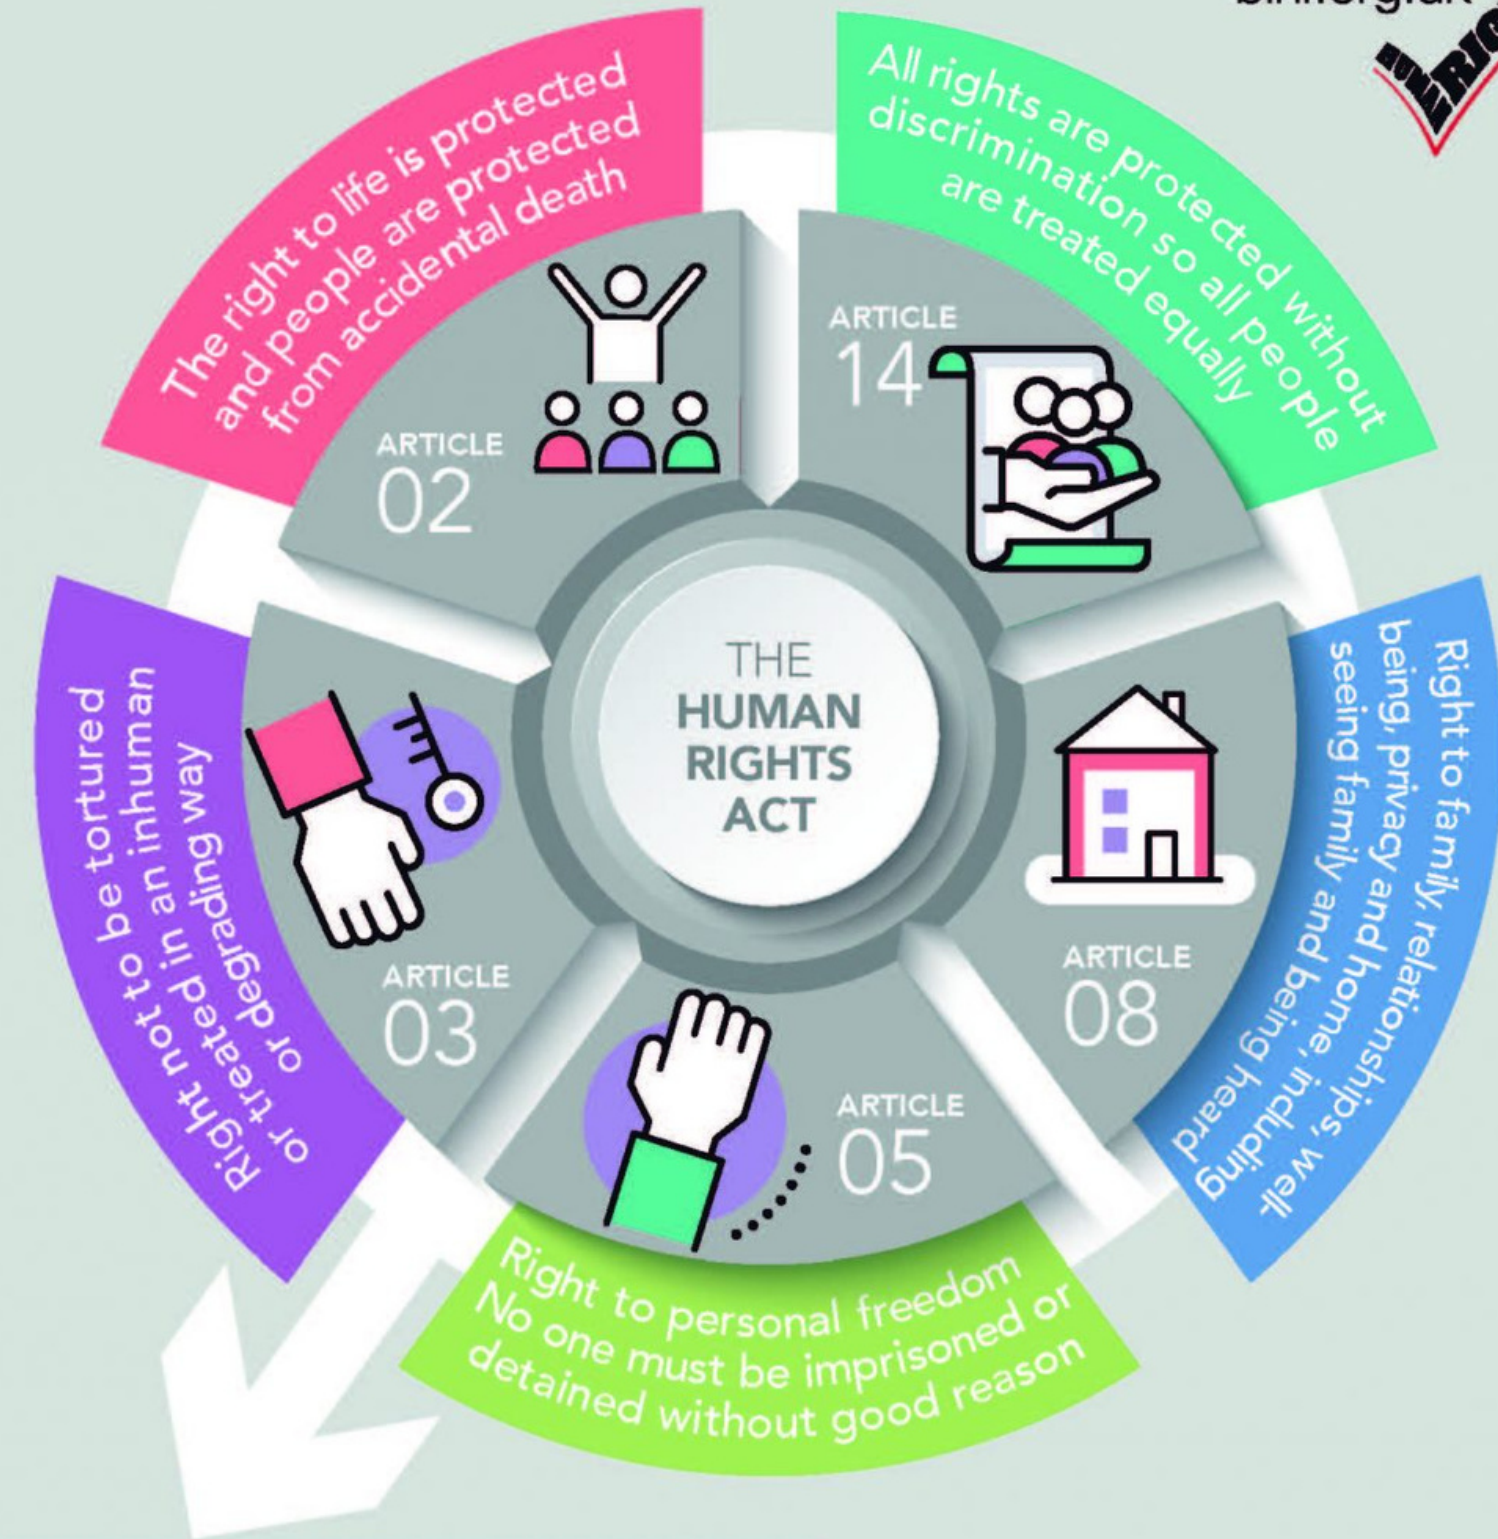 The right to life is protected
and people are protected
from accidental death
ARTICLE
02
All rights are protected without
discrimination so all people
are treated equally
ARTICLE
14
Right to family, relationships, well-
being, privacy and home, including
seeing family and being heard
ARTICLE
08
Right to personal freedom
No one must be imprisoned or
detained without good reason
ARTICLE
05
Right not to be tortured
or treated in an inhuman
or degrading way
ARTICLE
03
THE
HUMAN
RIGHTS
ACT